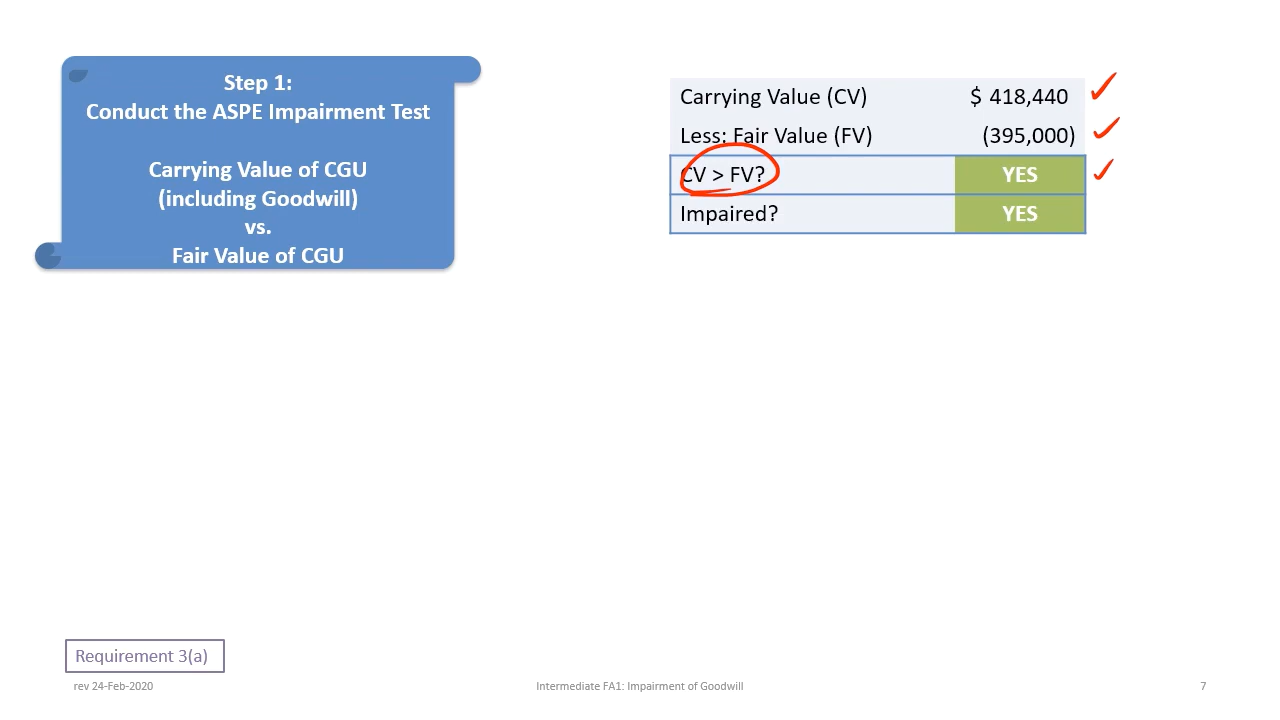 Step 1:
Conduct the ASPE Impairment Test
Carrying Value of CGU
(including Goodwill)
vs.
Fair Value of CGU
Carrying Value (CV) $ 418,440
Less: Fair Value (FV) (395,000)
CV > FV? YES
Impaired? YES
Requirement 3(a)
rev 24-Feb-2020 Intermediate FA1: Impairment of Goodwill 7